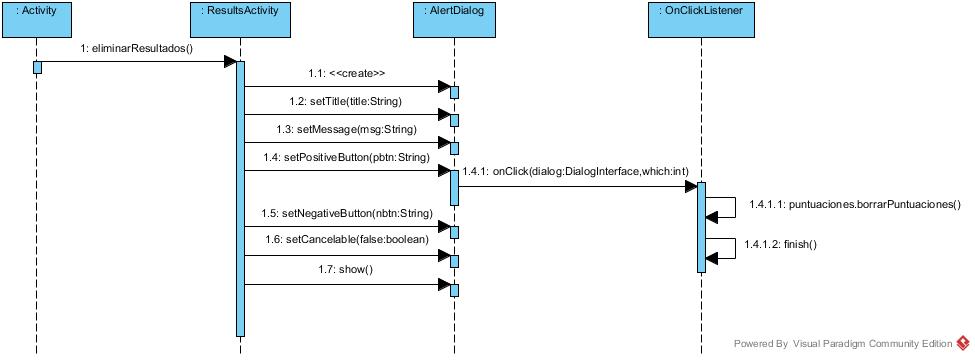 : Activity
: ResultsActivity
: AlertDialog
: OnClickListener
1: eliminarResultados()
1.1: <<create>>
1.2: setTitle(title:String)
1.3: setMessage(msg:String)
1.4: setPositiveButton(pbtn:String)
1.4.1: onClick(dialog:DialogInterface,which:int)
1.4.1.1: puntuaciones.borrarPuntuaciones()
1.5: setNegativeButton(nbtn:String)
1.6: setCancelable(false:boolean)
1.4.1.2: finish()
1.7: show()
Powered By Visual Paradigm Community Edition